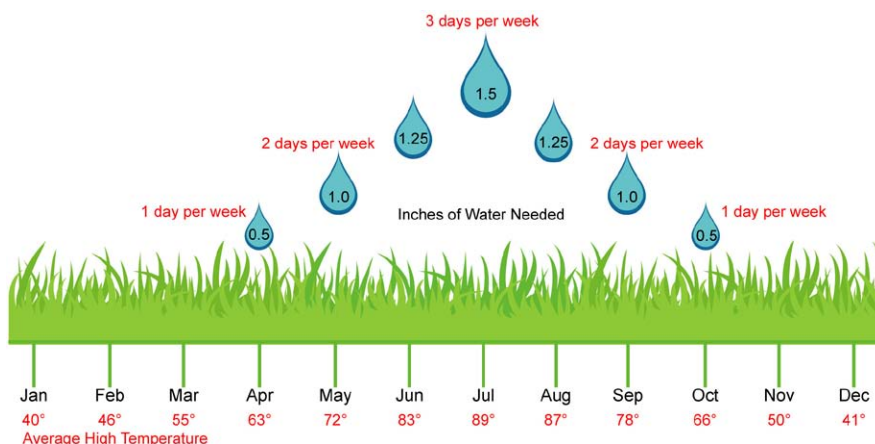 3 days per week
1.5
1.25
1.25
2 days per week
2 days per week
1.0
1.0
1 day per week
Inches of Water Needed
1 day per week
0.5
0.5
Jan Feb Mar Apr May Jun Jul Aug Sep Oct Nov Dec
40° 46° 55° 63° 72° 83° 89° 87° 78° 66° 50° 41°
Average High Temperature